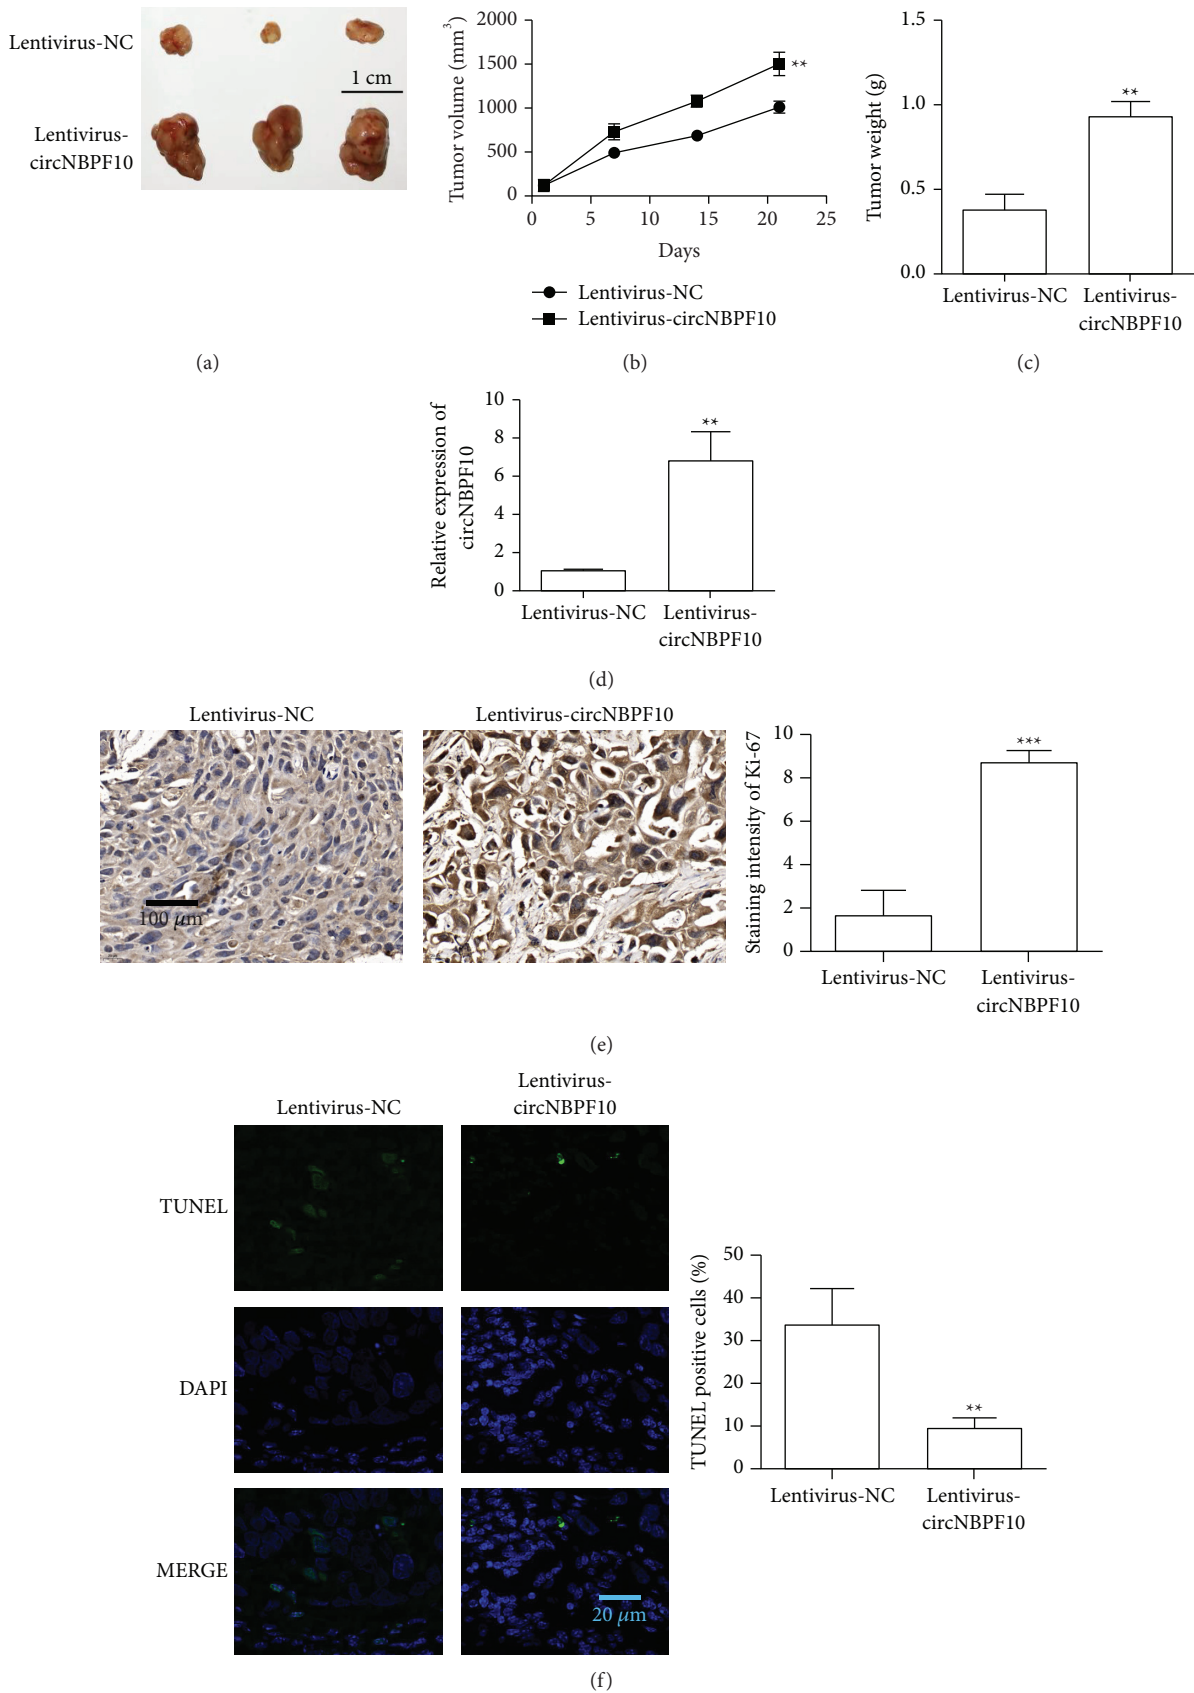 Lentivirus-NC
1 cm
Lentivirus-
circNBPF10
(a)
Tumor volume (mm³)
2000
1500
1000
500
0
**
0 5 10 15 20 25
Days
Lentivirus-NC
Lentivirus-circNBPF10
(b)
Tumor weight (g)
1.5
1.0
0.5
0.0
**
Lentivirus-NC
Lentivirus-
circNBPF10
(c)
Relative expression of
circNBPF10
10
8
6
4
2
0
**
Lentivirus-NC
Lentivirus-
circNBPF10
(d)
Lentivirus-NC
Lentivirus-circNBPF10
100 μm
Staining intensity of Ki-67
10
8
6
4
2
0
***
Lentivirus-NC
Lentivirus-
circNBPF10
(e)
Lentivirus-NC
Lentivirus-
circNBPF10
TUNEL
DAPI
MERGE
20 μm
TUNEL positive cells (%)
50
40
30
20
10
0
**
Lentivirus-NC
Lentivirus-
circNBPF10
(f)